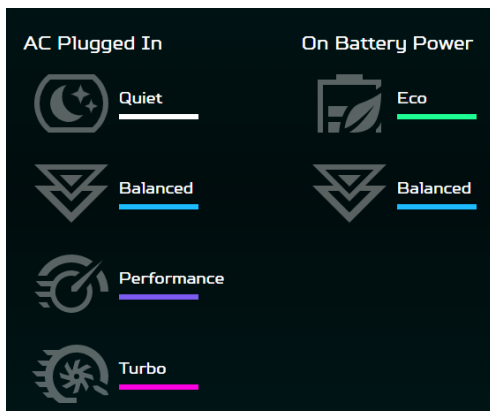 AC Plugged In
On Battery Power
Quiet
Eco
Balanced
Balanced
Performance
Turbo